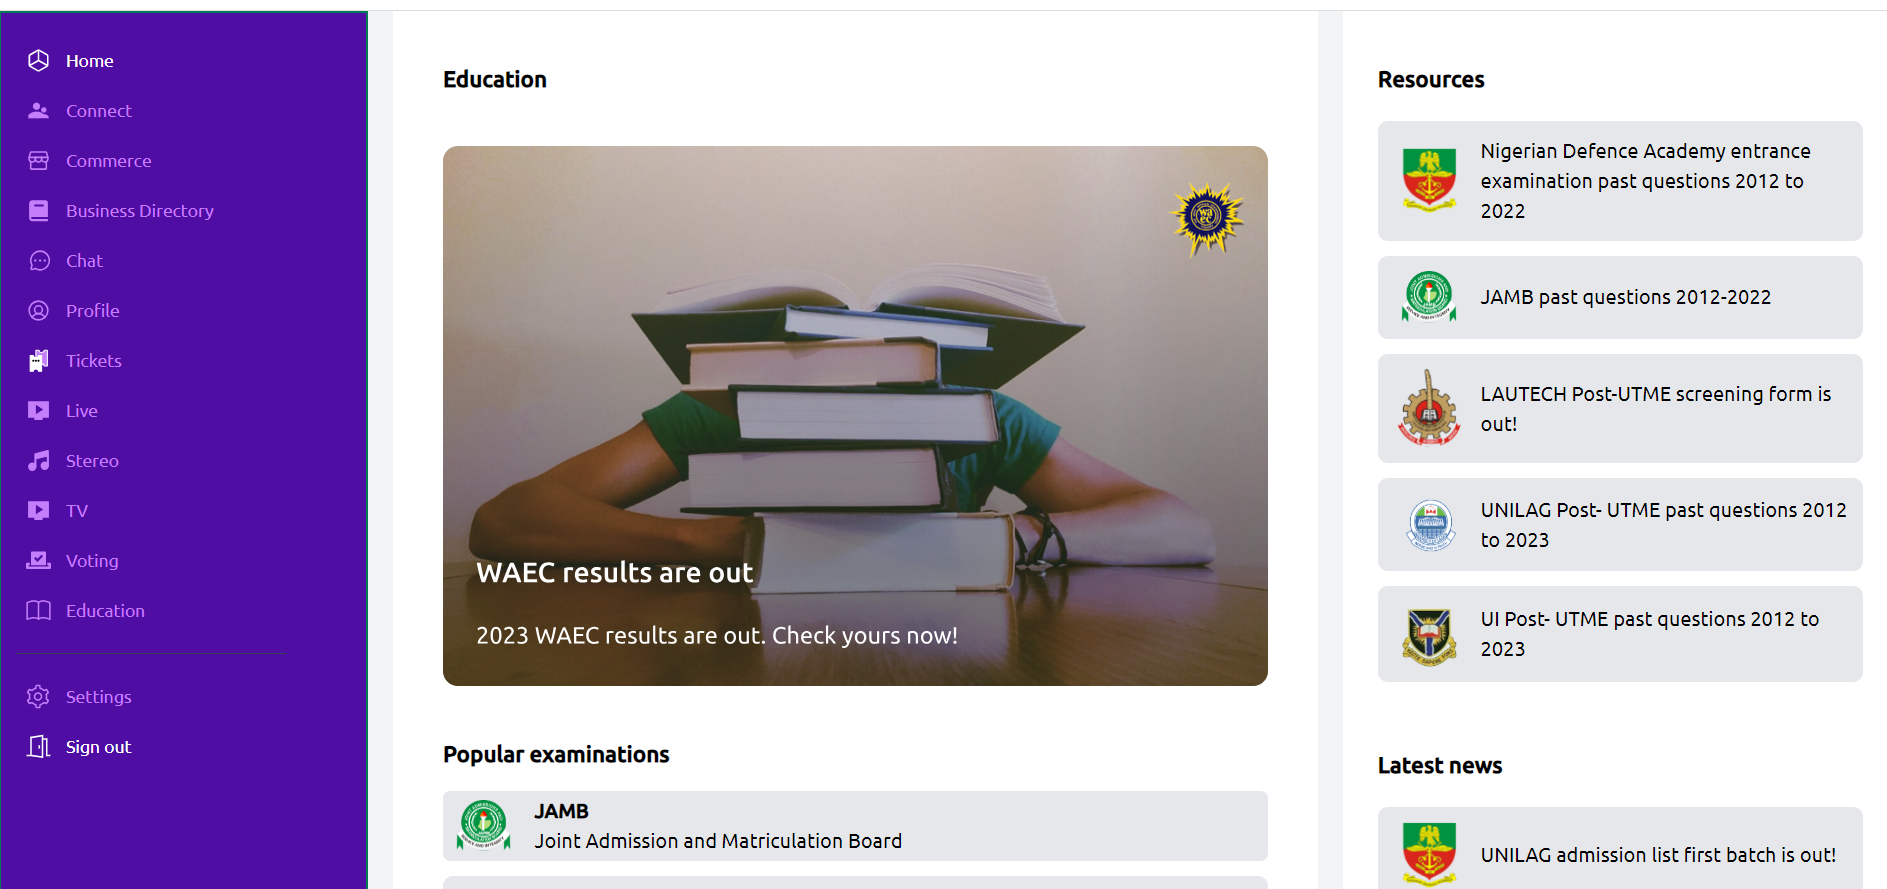 Home
Connect
Commerce
Business Directory
Chat
Profile
Tickets
Live
Stereo
TV
Voting
Education
Settings
Sign out
Education
WAEC results are out
2023 WAEC results are out. Check yours now!
Popular examinations
JAMB
Joint Admission and Matriculation Board
Resources
Nigerian Defence Academy entrance
examination past questions 2012 to
2022
JAMB past questions 2012-2022
LAUTECH Post-UTME screening form is
out!
UNILAG Post- UTME past questions 2012
to 2023
UI Post- UTME past questions 2012 to
2023
Latest news
UNILAG admission list first batch is out!